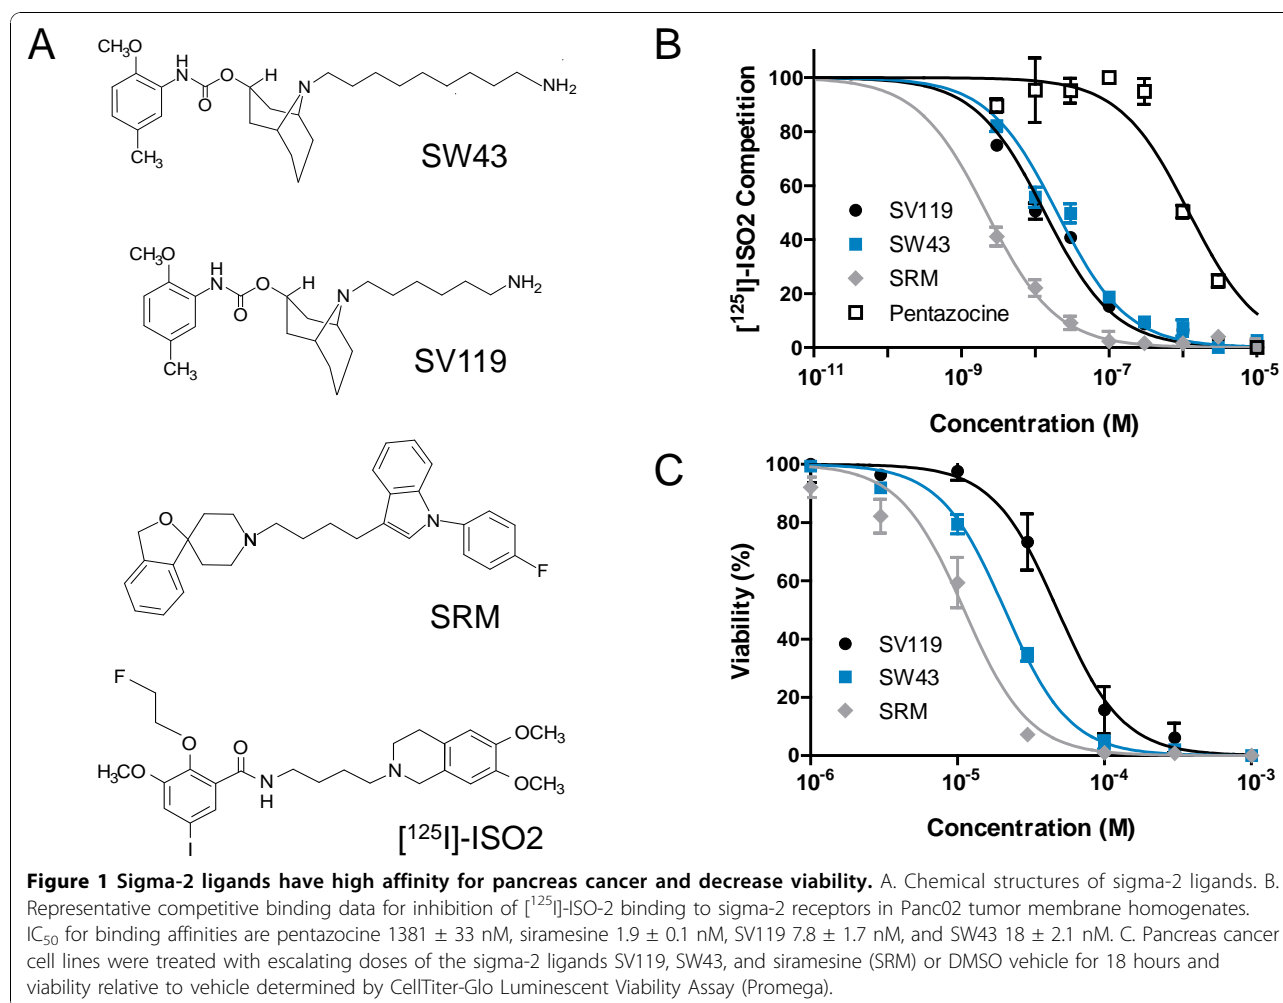 A
CH₃O
H
N
O
O
H
N
NH₂
CH₃
SW43
CH₃O
H
N
O
O
H
N
NH₂
CH₃
SV119
O
N
N
F
SRM
F
O
O
CH₃O
N
H
N
OCH₃
OCH₃
I
[¹²⁵I]-ISO2
B
[¹²⁵I]-ISO2 Competition
100
80
60
40
20
0
SV119
SW43
SRM
Pentazocine
10⁻¹¹ 10⁻⁹ 10⁻⁷ 10⁻⁵
Concentration (M)
C
Viability (%)
100
80
60
40
20
0
SV119
SW43
SRM
10⁻⁶ 10⁻⁵ 10⁻⁴ 10⁻³
Concentration (M)
Figure 1 Sigma-2 ligands have high affinity for pancreas cancer and decrease viability. A. Chemical structures of sigma-2 ligands. B.
Representative competitive binding data for inhibition of [¹²⁵I]-ISO-2 binding to sigma-2 receptors in Panc02 tumor membrane homogenates.
IC₅₀ for binding affinities are pentazocine 1381 ± 33 nM, siramesine 1.9 ± 0.1 nM, SV119 7.8 ± 1.7 nM, and SW43 18 ± 2.1 nM. C. Pancreas cancer
cell lines were treated with escalating doses of the sigma-2 ligands SV119, SW43, and siramesine (SRM) or DMSO vehicle for 18 hours and
viability relative to vehicle determined by CellTiter-Glo Luminescent Viability Assay (Promega).